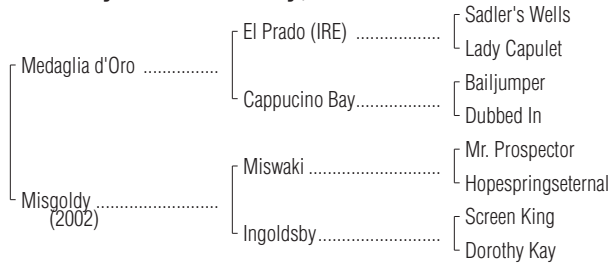 Sadler's Wells
El Prado (IRE) ..................
Lady Capulet
Medaglia d'Oro ................
Bailjumper
Cappucino Bay..................
Dubbed In
Mr. Prospector
Miswaki ............................
Hopespringseternal
Misgoldy ..........................
(2002)
Screen King
Ingoldsby..........................
Dorothy Kay